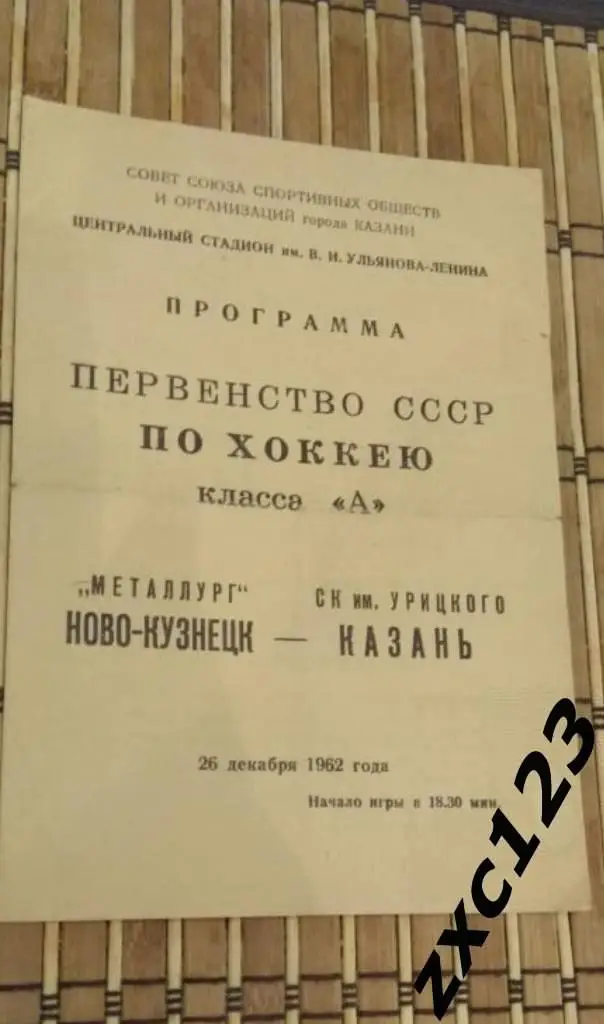 СОВЕТ СОЮЗА СПОРТИВНЫХ ОБЩЕСТВ
И ОРГАНИЗАЦИЙ города КАЗАНИ
ЦЕНТРАЛЬНЫЙ СТАДИОН им. В. И. УЛЬЯНОВА-ЛЕНИНА
ПРОГРАММА
ПЕРВЕНСТВО СССР
ПО ХОККЕЮ
класса «А»
„МЕТАЛЛУРГ" СК им. УРИЦКОГО
НОВО-КУЗНЕЦК — КАЗАНЬ
26 декабря 1962 года
Начало игры в 18.30 мин.
zxc123